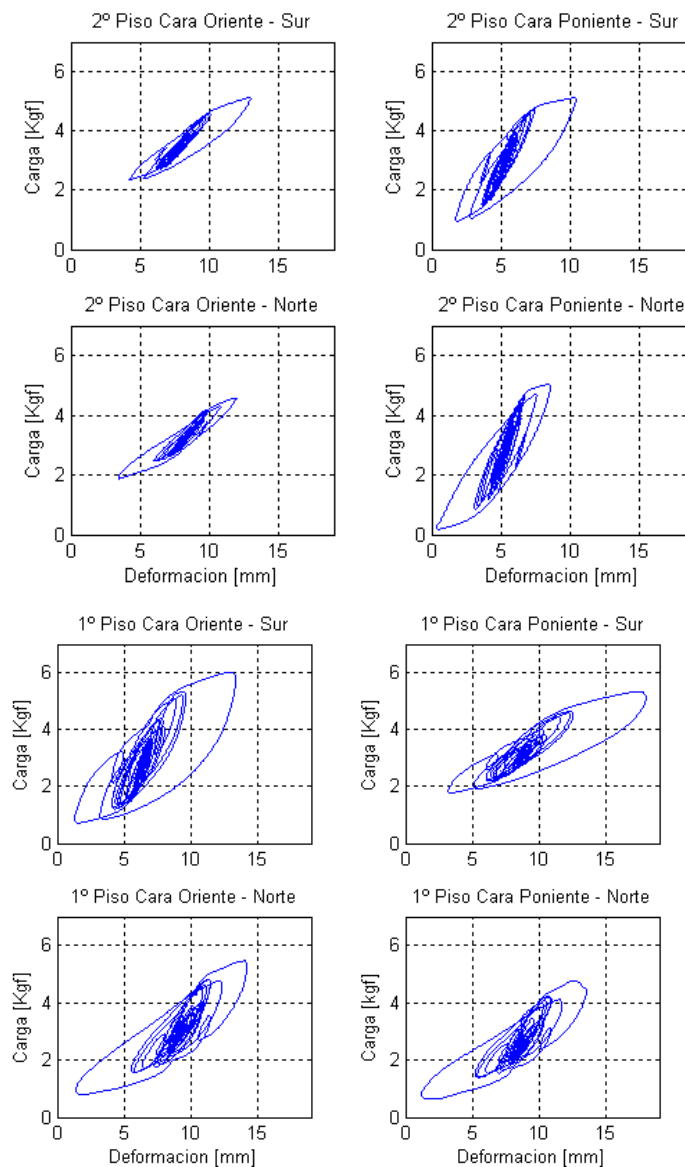 2º Piso Cara Oriente - Sur
2º Piso Cara Poniente - Sur
6
4
2
0
Carga [Kgf]
0 5 10 15
6
4
2
0
Carga [Kgf]
0 5 10 15
2º Piso Cara Oriente - Norte
2º Piso Cara Poniente - Norte
6
4
2
0
Carga [Kgf]
0 5 10 15
Deformacion [mm]
6
4
2
0
Carga [Kgf]
0 5 10 15
Deformacion [mm]
1º Piso Cara Oriente - Sur
1º Piso Cara Poniente - Sur
6
4
2
0
Carga [Kgf]
0 5 10 15
6
4
2
0
Carga [Kgf]
0 5 10 15
1º Piso Cara Oriente - Norte
1º Piso Cara Poniente - Norte
6
4
2
0
Carga [Kgf]
0 5 10 15
Deformacion [mm]
6
4
2
0
Carga [Kgf]
0 5 10 15
Deformacion [mm]